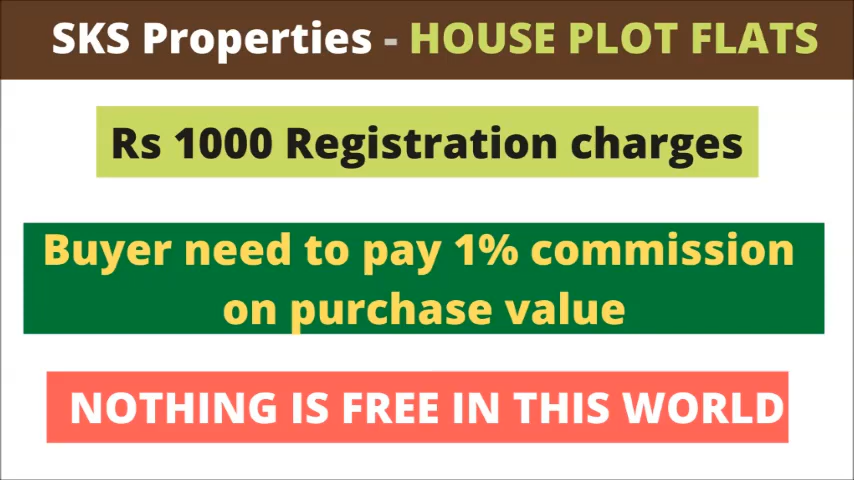 SKS Properties - HOUSE PLOT FLATS
Rs 1000 Registration charges
Buyer need to pay 1% commission
on purchase value
NOTHING IS FREE IN THIS WORLD